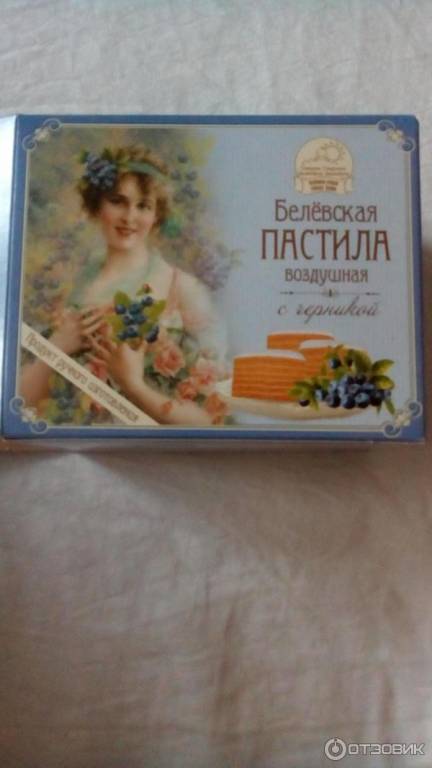 Белёвская
ПАСТИЛА
воздушная
с черникой
Продукт ручного изготовления
ОТЗОВИК